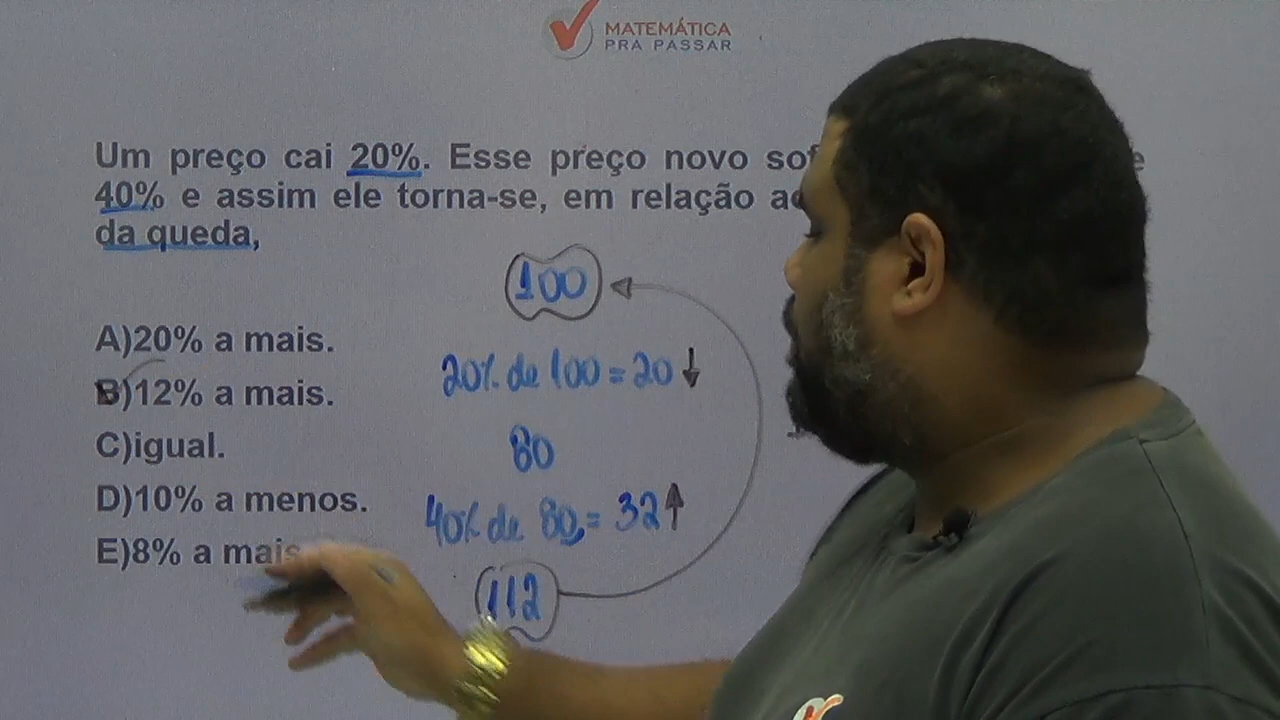 MATEMÁTICA
PRA PASSAR
Um preço cai 20%. Esse preço novo
40% e assim ele torna-se, em relação
da queda,
100
A)20% a mais.
20% de 100 = 20
B)12% a mais.
C)igual.
80
D)10% a menos.
40% de 80 = 32
E)8% a mais
112